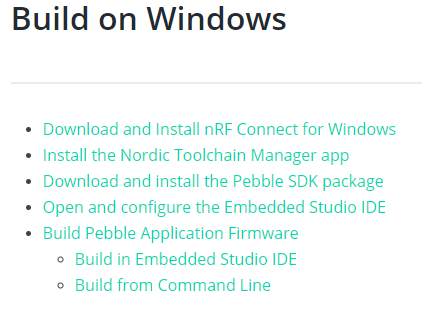 Build on Windows
Download and Install nRF Connect for Windows
Install the Nordic Toolchain Manager app
Download and install the Pebble SDK package
Open and configure the Embedded Studio IDE
Build Pebble Application Firmware
Build in Embedded Studio IDE
Build from Command Line